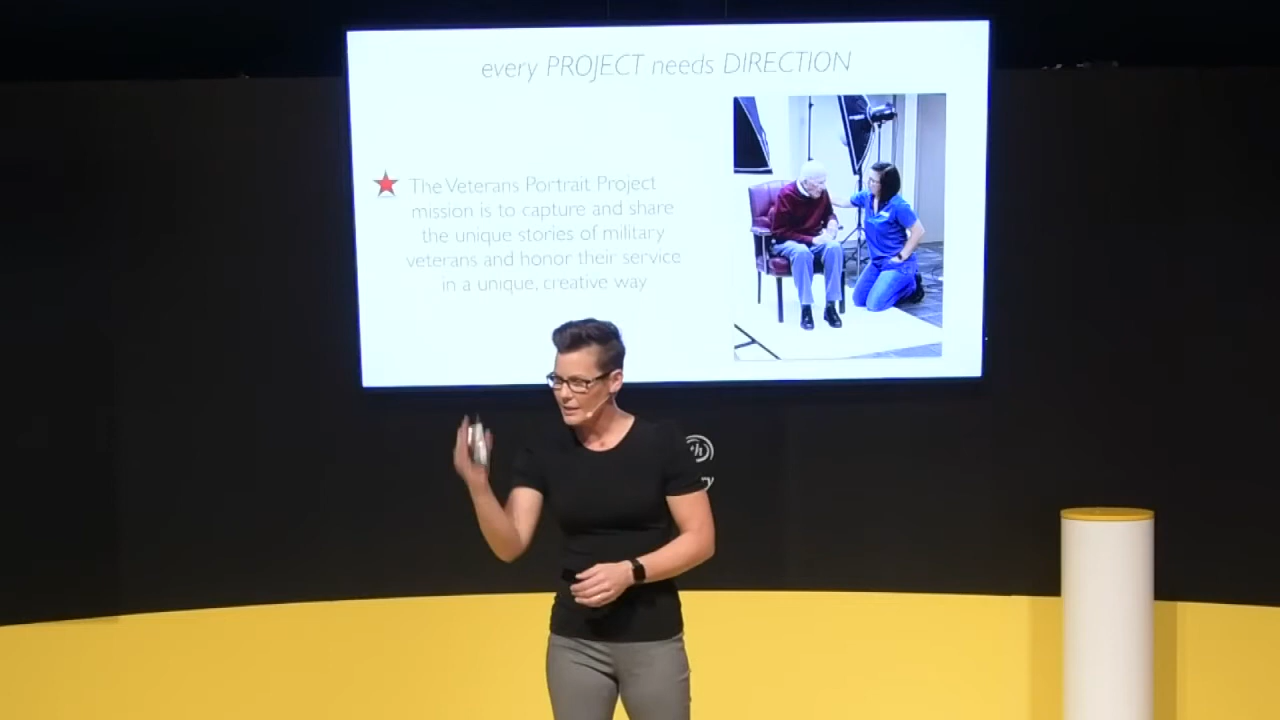 every PROJECT needs DIRECTION
The Veterans Portrait Project
mission is to capture and share
the unique stories of military
veterans and honor their service
in a unique, creative way